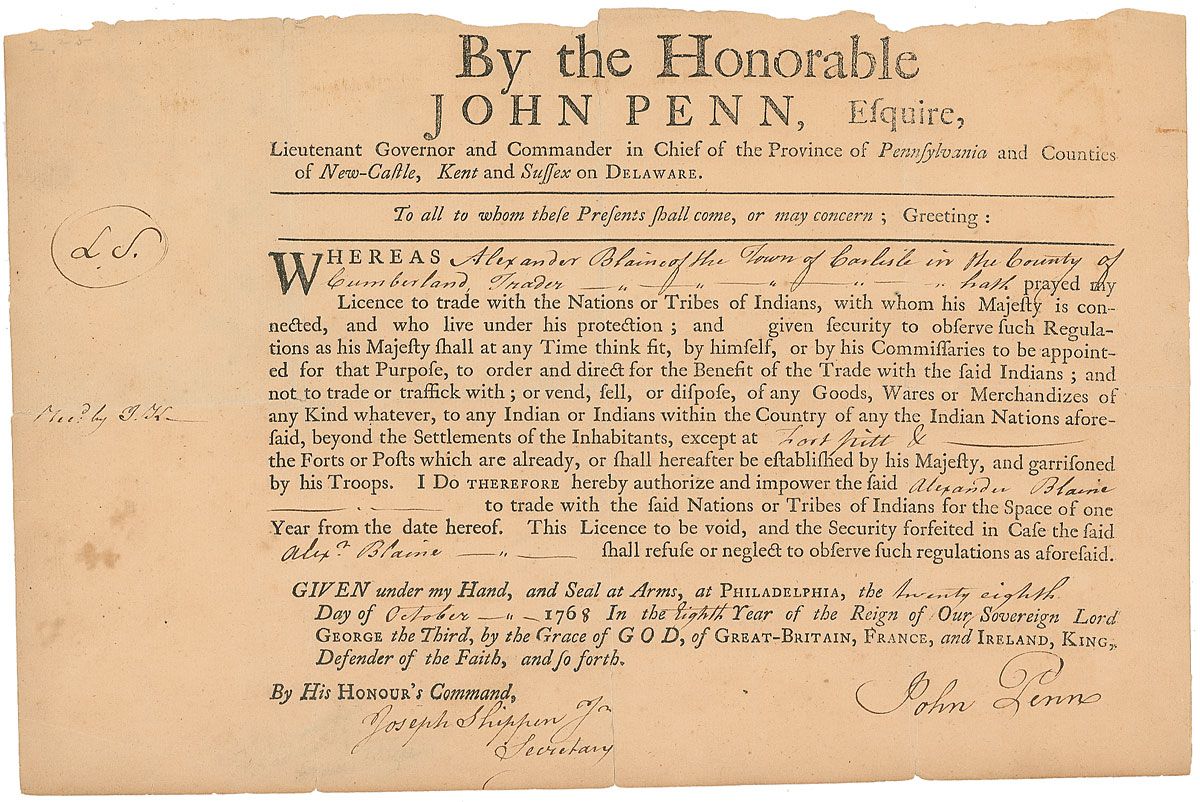 By the Honorable
JOHN PENN, Eſquire,
Lieutenant Governor and Commander in Chief of the Province of Pennſylvania and Counties
of New-Caſtle, Kent and Suſſex on DELAWARE.
To all to whom theſe Preſents ſhall come, or may concern; Greeting:
L.S.
WHEREAS Alexander Blaine of the Town of Carlisle in the County of
Cumberland, Trader — „ — „ — „ — „ — „ hath prayed my
Licence to trade with the Nations or Tribes of Indians, with whom his Majeſty is con-
nected, and who live under his protection; and given ſecurity to obſerve ſuch Regula-
tions as his Majeſty ſhall at any Time think fit, by himſelf, or by his Commiſſaries to be appoint-
ed for that Purpoſe, to order and direct for the Benefit of the Trade with the ſaid Indians; and
not to trade or traffick with; or vend, ſell, or diſpoſe, of any Goods, Wares or Merchandizes of
any Kind whatever, to any Indian or Indians within the Country of any the Indian Nations afore-
ſaid, beyond the Settlements of the Inhabitants, except at Fort Pitt & —
the Forts or Poſts which are already, or ſhall hereafter be eſtabliſhed by his Majeſty, and garriſoned
by his Troops. I Do THEREFORE hereby authorize and impower the ſaid Alexander Blaine
— „ — to trade with the ſaid Nations or Tribes of Indians for the Space of one
Year from the date hereof. This Licence to be void, and the Security forfeited in Caſe the ſaid
Alexr. Blaine — „ — ſhall refuſe or neglect to obſerve ſuch regulations as aforeſaid.
by J. K.
GIVEN under my Hand, and Seal at Arms, at PHILADELPHIA, the twenty eighth
Day of October — „ — 1768 In the Eighth Year of the Reign of Our Sovereign Lord
GEORGE the Third, by the Grace of GOD, of GREAT-BRITAIN, FRANCE, and IRELAND, KING,
Defender of the Faith, and ſo forth.
By His HONOUR's Command,
John Penn
Joseph Shippen Jr
Secretary